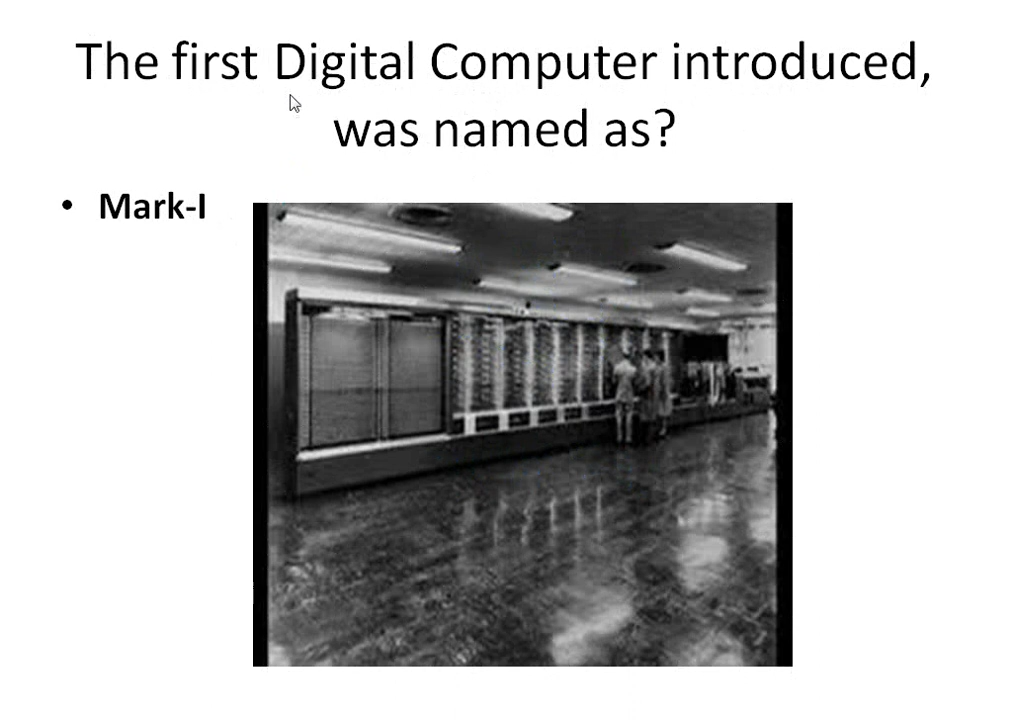 The first Digital Computer introduced,
was named as?
• Mark-I